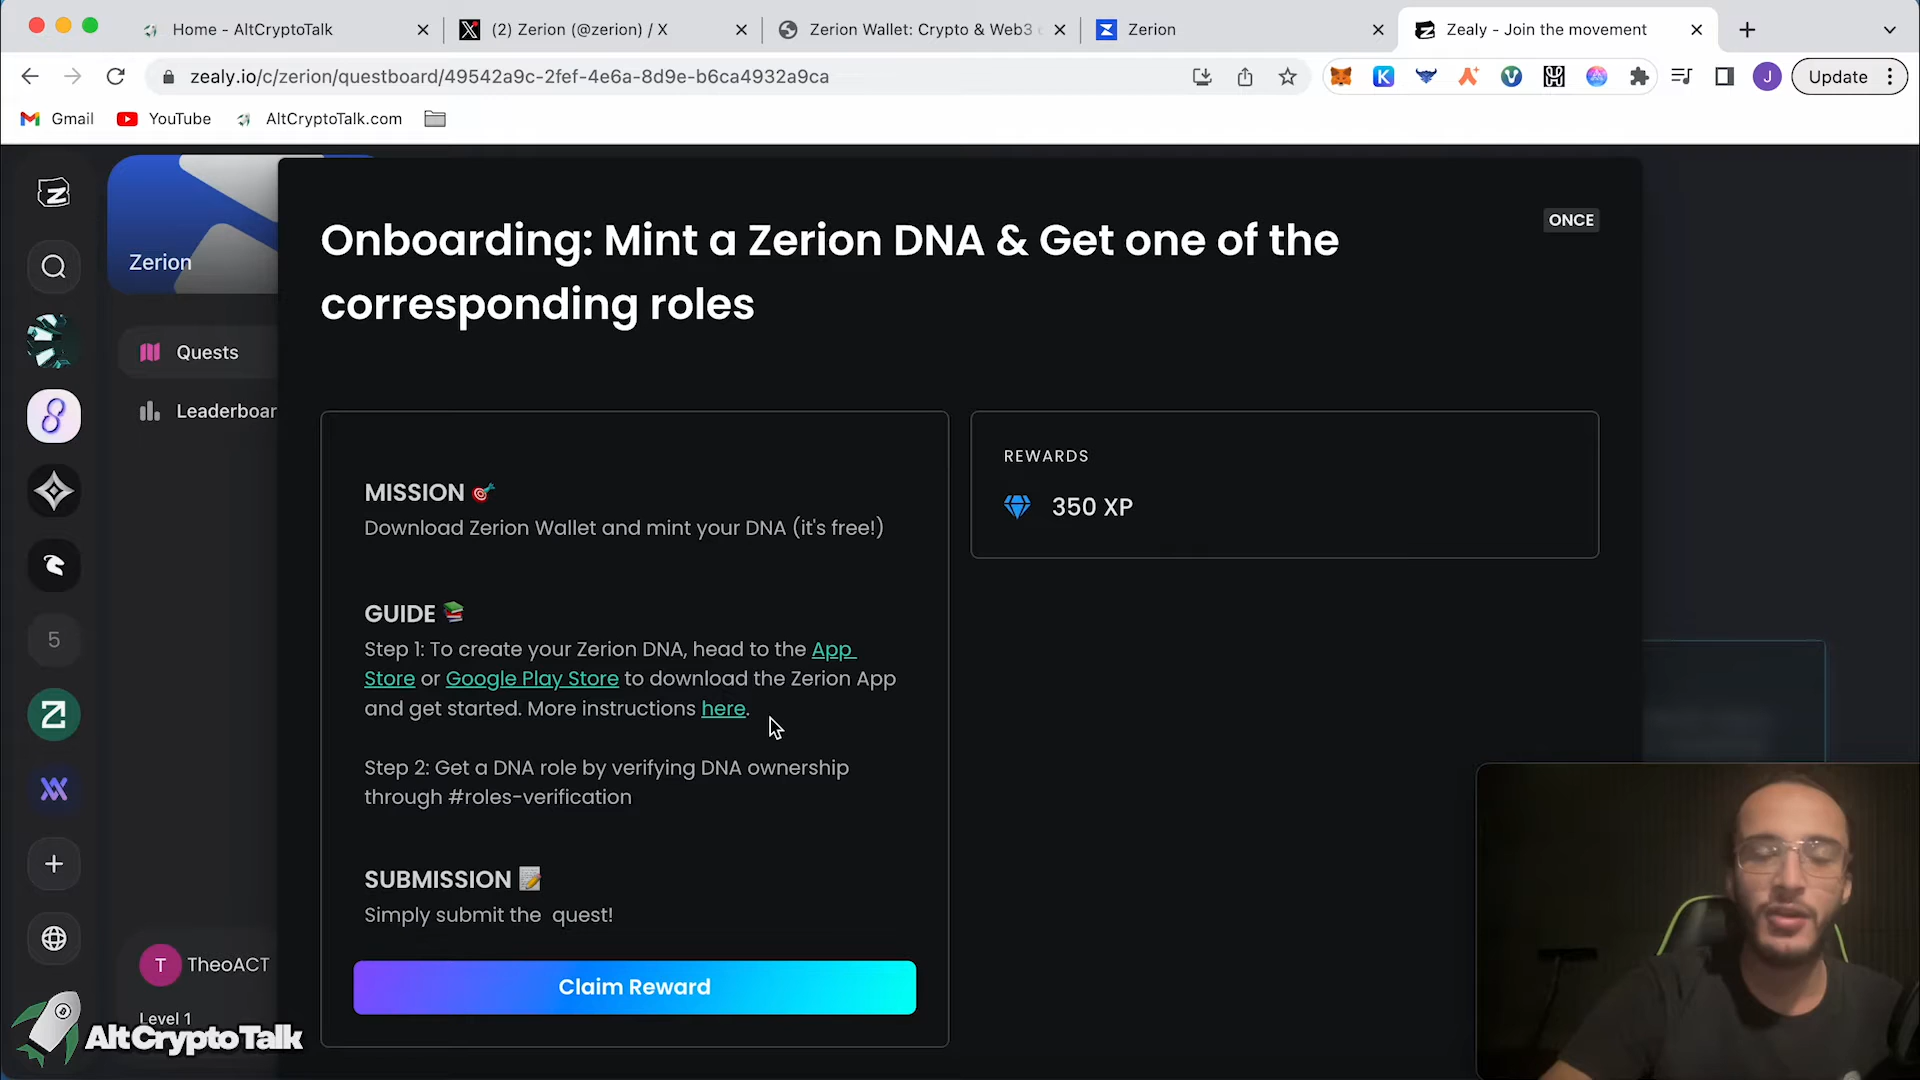 Home - AltCryptoTalk
(2) Zerion (@zerion) / X
Zerion Wallet: Crypto & Web3
Zerion
Zealy - Join the movement
zealy.io/c/zerion/questboard/49542a9c-2fef-4e6a-8d9e-b6ca4932a9ca
J
Update
Gmail
YouTube
AltCryptoTalk.com
Zerion
Quests
Leaderboar
5
T
TheoACT
Level 1
AltCryptoTalk
Onboarding: Mint a Zerion DNA & Get one of the
corresponding roles
ONCE
MISSION 🎯
Download Zerion Wallet and mint your DNA (it's free!)
GUIDE 📚
Step 1: To create your Zerion DNA, head to the App
Store or Google Play Store to download the Zerion App
and get started. More instructions here.
Step 2: Get a DNA role by verifying DNA ownership
through #roles-verification
SUBMISSION 📝
Simply submit the quest!
Claim Reward
REWARDS
350 XP